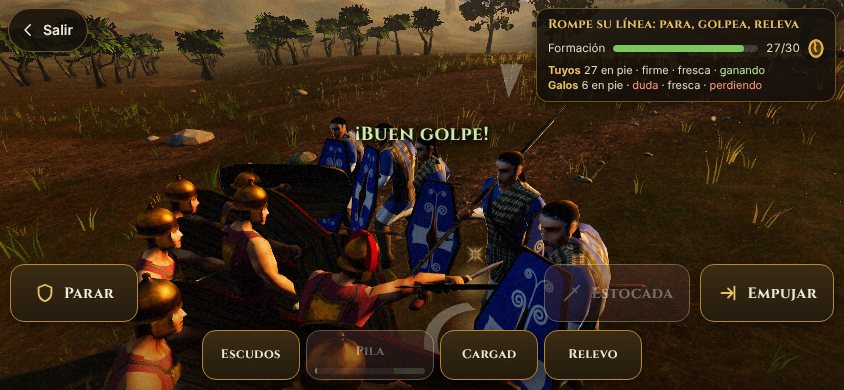 Salir
Rompe su línea: para, golpea, releva
Formación 27/30
Tuyos 27 en pie · firme · fresca · ganando
Galos 6 en pie · duda · fresca · perdiendo
¡Buen golpe!
Parar
Estocada
Empujar
Escudos
Pila
Cargad
Relevo